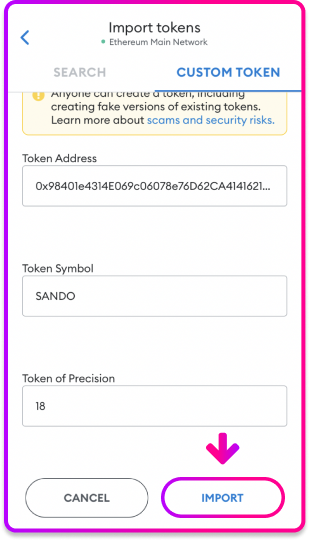 Import tokens
Ethereum Main Network
SEARCH CUSTOM TOKEN
Anyone can create a token, including
creating fake versions of existing tokens.
Learn more about scams and security risks.
Token Address
0x98401e4314E069c06078e76D62CA4141621...
Token Symbol
SANDO
Token of Precision
18
CANCEL IMPORT